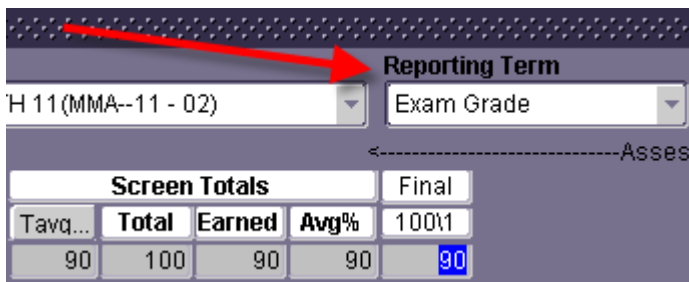 Reporting Term
TH 11(MMA--11 - 02) Exam Grade
<----------------------------Asses
Screen Totals Final
Tavg... Total Earned Avg% 100\1
90 100 90 90 90